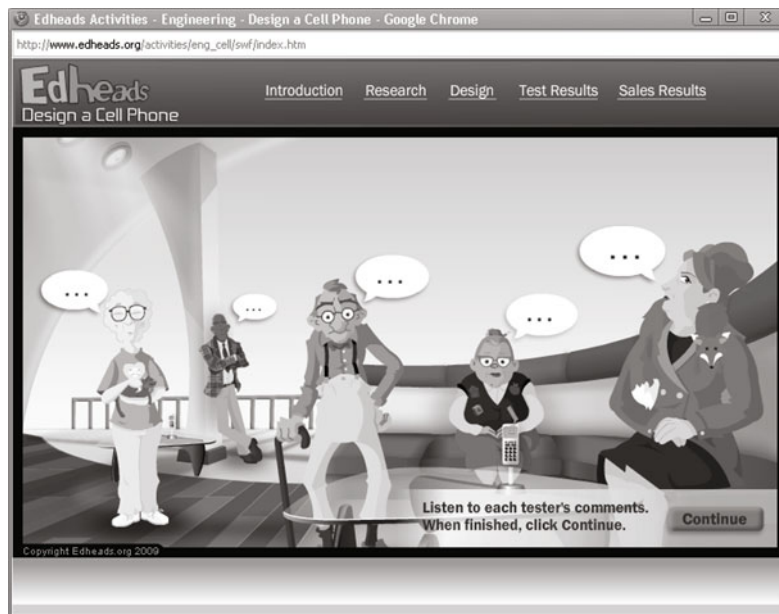 Edheads Activities - Engineering - Design a Cell Phone - Google Chrome
http://www.edheads.org/activities/eng_cell/swf/index.htm
Edheads
Design a Cell Phone
Introduction Research Design Test Results Sales Results
...
...
...
...
...
Listen to each tester's comments.
When finished, click Continue.
Continue
Copyright Edheads.org 2009